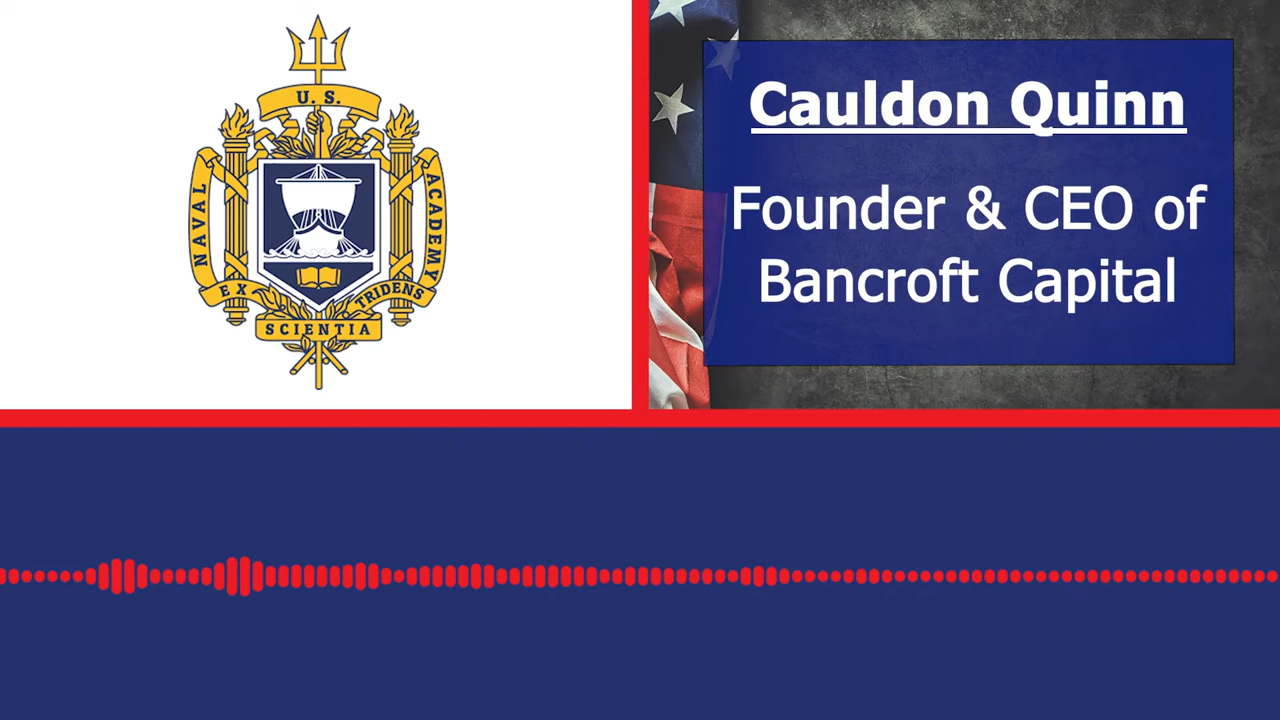 U. S.
NAVAL
ACADEMY
EX
TRIDENS
SCIENTIA
Cauldon Quinn
Founder & CEO of
Bancroft Capital